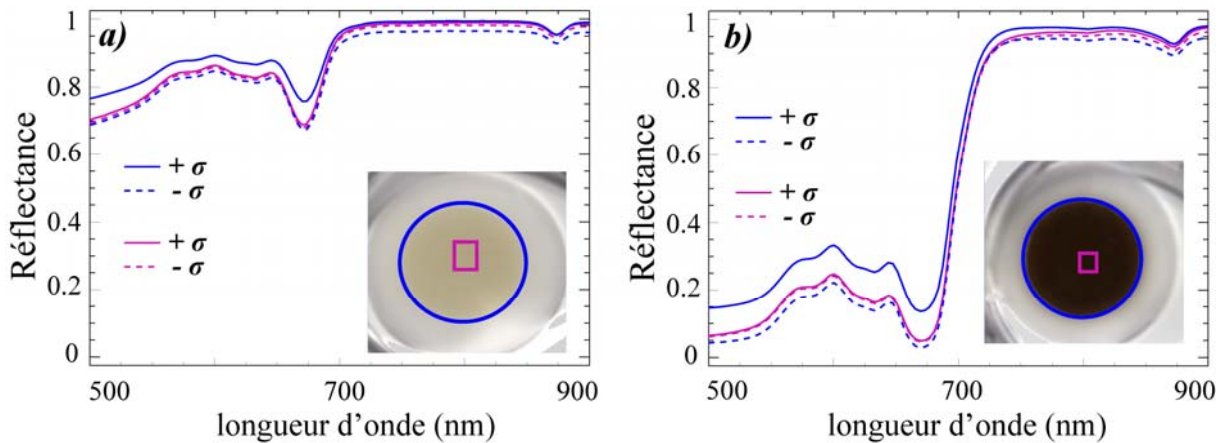 a)
Réflectance
1
0.8
0.6
0.4
0.2
0
500 700 900
longueur d'onde (nm)
+ σ
- σ
+ σ
- σ
b)
Réflectance
1
0.8
0.6
0.4
0.2
0
500 700 900
longueur d'onde (nm)
+ σ
- σ
+ σ
- σ